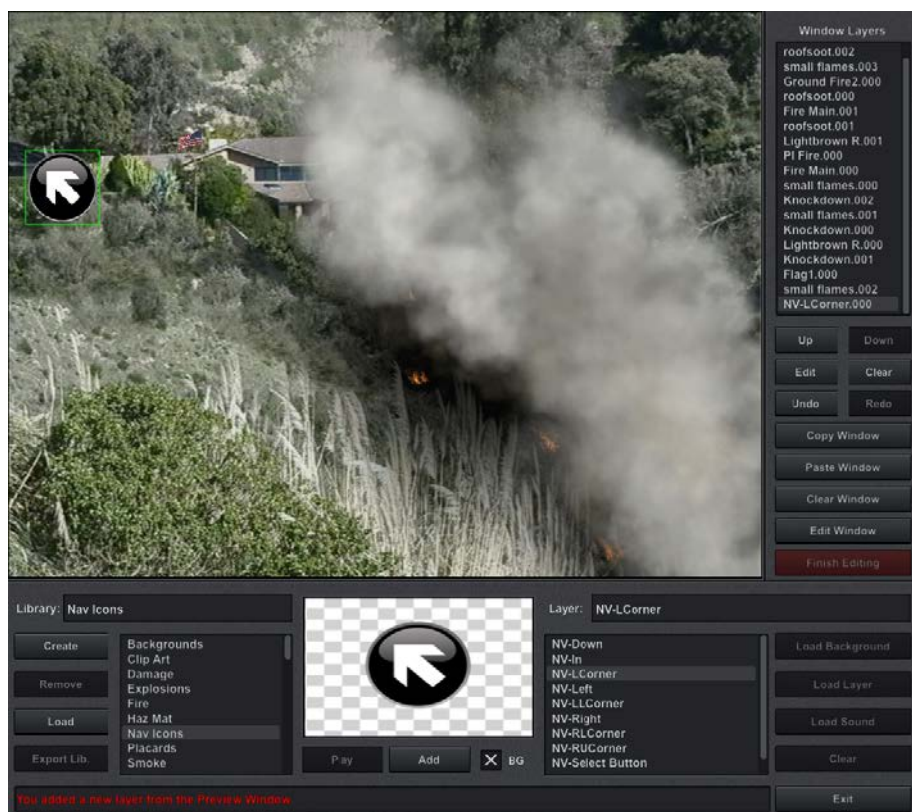 Window Layers
roofsoot.002
small flames.003
Ground Fire2.000
roofsoot.000
Fire Main.001
roofsoot.001
Lightbrown R.001
PI Fire.000
Fire Main.000
small flames.000
Knockdown.002
small flames.001
Knockdown.000
Lightbrown R.000
Knockdown.001
Flag1.000
small flames.002
NV-LCorner.000
Up Down
Edit Clear
Undo Redo
Copy Window
Paste Window
Clear Window
Edit Window
Finish Editing
Library: Nav Icons
Create
Remove
Load
Export Lib.
Backgrounds
Clip Art
Damage
Explosions
Fire
Haz Mat
Nav Icons
Placards
Smoke
Play Add X BG
Layer: NV-LCorner
NV-Down
NV-In
NV-LCorner
NV-Left
NV-LLCorner
NV-Right
NV-RLCorner
NV-RUCorner
NV-Select Button
Load Background
Load Layer
Load Sound
Clear
You added a new layer from the Preview Window.
Exit